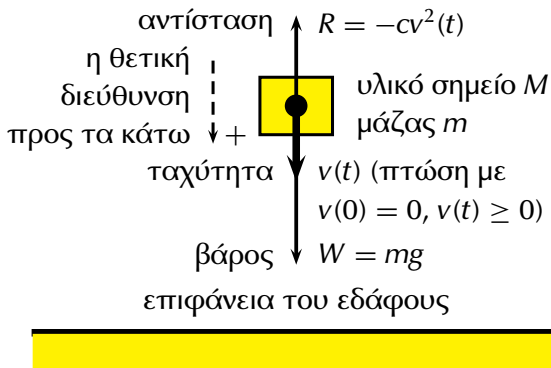 αντίσταση R = −cv²(t)
η θετική
διεύθυνση
προς τα κάτω +
υλικό σημείο M
μάζας m
ταχύτητα v(t) (πτώση με
v(0) = 0, v(t) ≥ 0)
βάρος W = mg
επιφάνεια του εδάφους